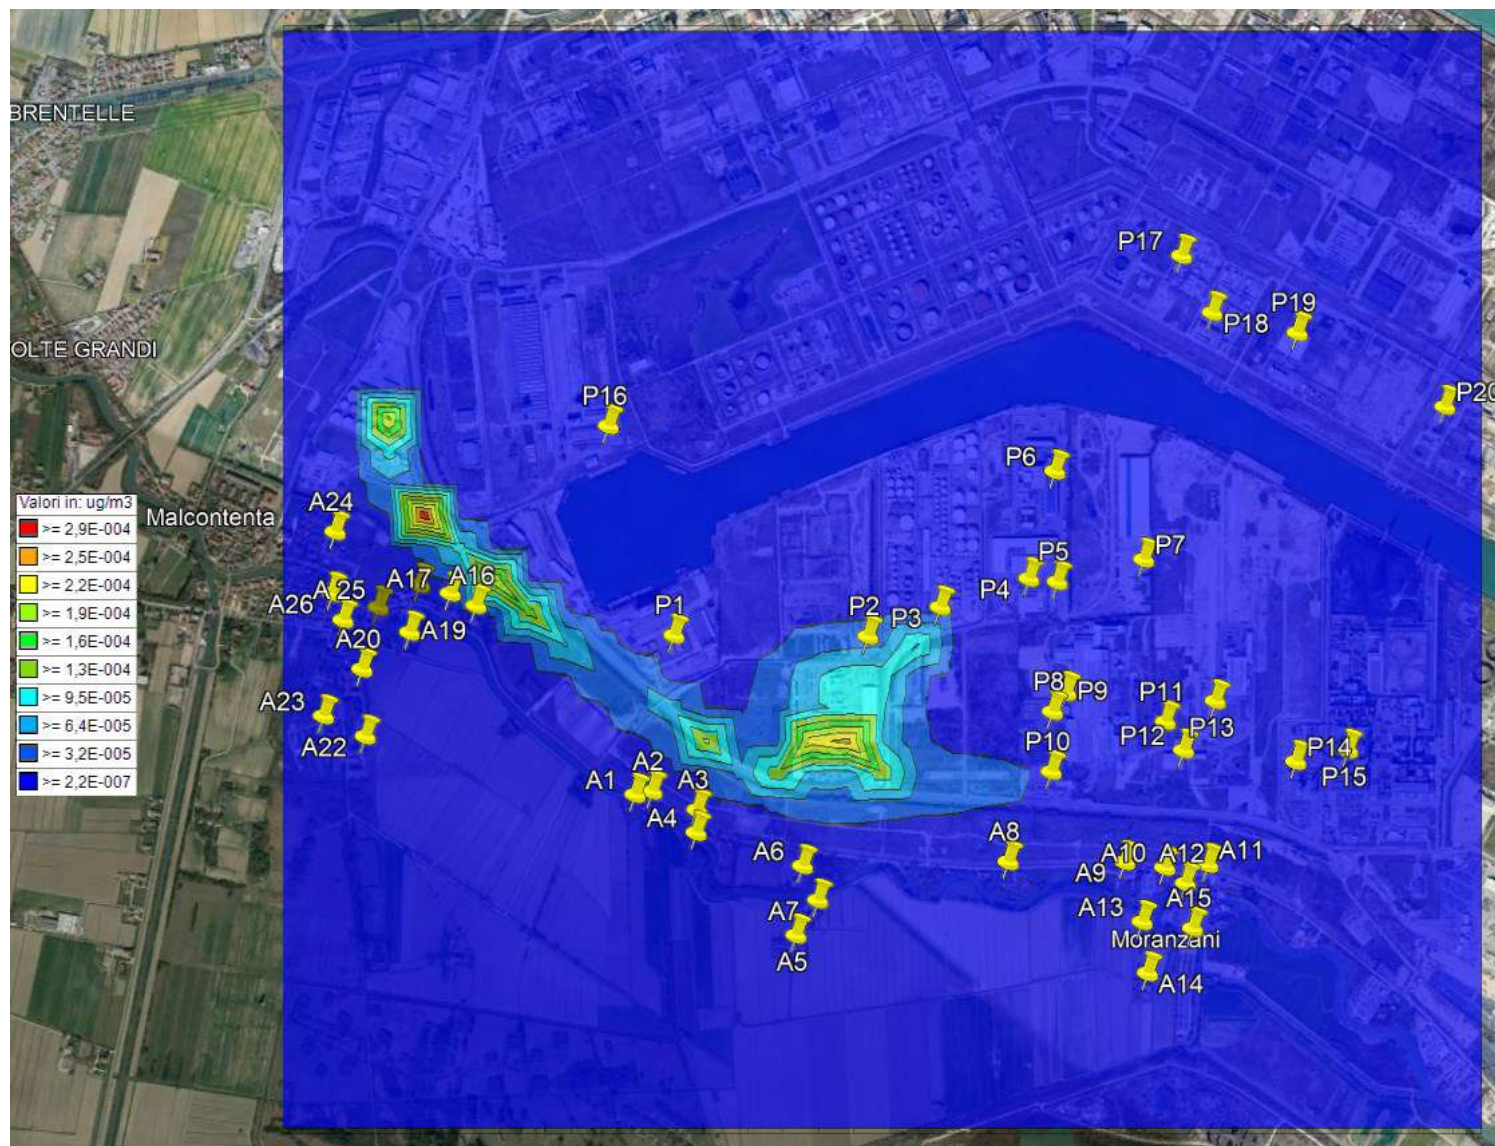 BRENTELLE
P17
P18
P19
OLTE GRANDI
P16
P20
P6
Valori in: ug/m3
>= 2,9E-004
>= 2,5E-004
>= 2,2E-004
>= 1,9E-004
>= 1,6E-004
>= 1,3E-004
>= 9,5E-005
>= 6,4E-005
>= 3,2E-005
>= 2,2E-007
A24
Malcontenta
P5
P7
P4
A17
A16
A25
A26
A19
A20
P1
P2
P3
A23
A22
P8
P9
P11
P13
P12
P10
P14
P15
A1
A2
A3
A4
A6
A8
A10
A12
A11
A9
A7
A15
A13
Moranzani
A5
A14